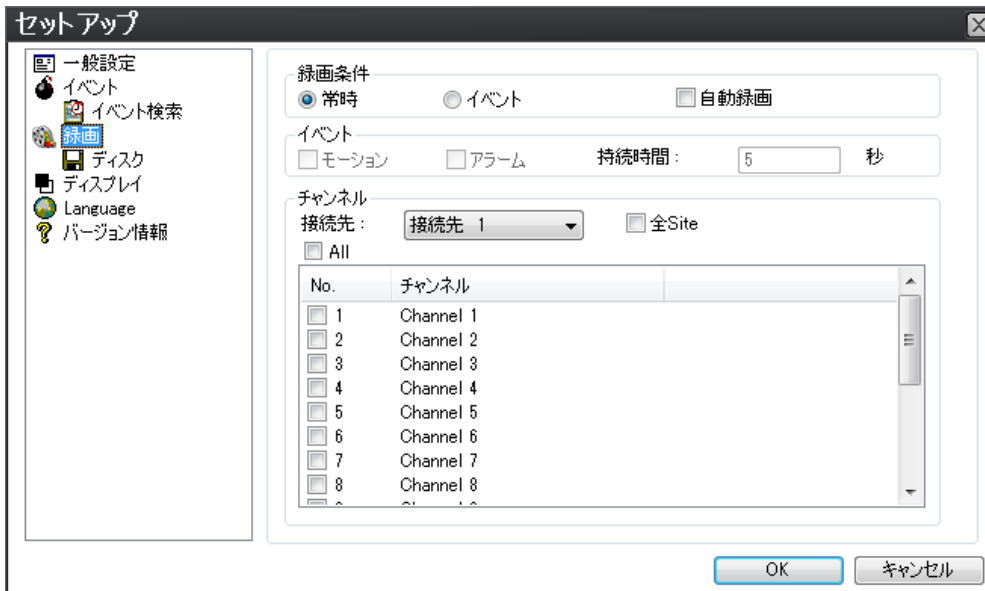 セットアップ
一般設定
イベント
イベント検索
録画
ディスク
ディスプレイ
Language
バージョン情報
録画条件
常時 イベント 自動録画
イベント
モーション アラーム 持続時間： 5 秒
チャンネル
接続先： 接続先 1 全Site
All
No. チャンネル
1 Channel 1
2 Channel 2
3 Channel 3
4 Channel 4
5 Channel 5
6 Channel 6
7 Channel 7
8 Channel 8
OK キャンセル